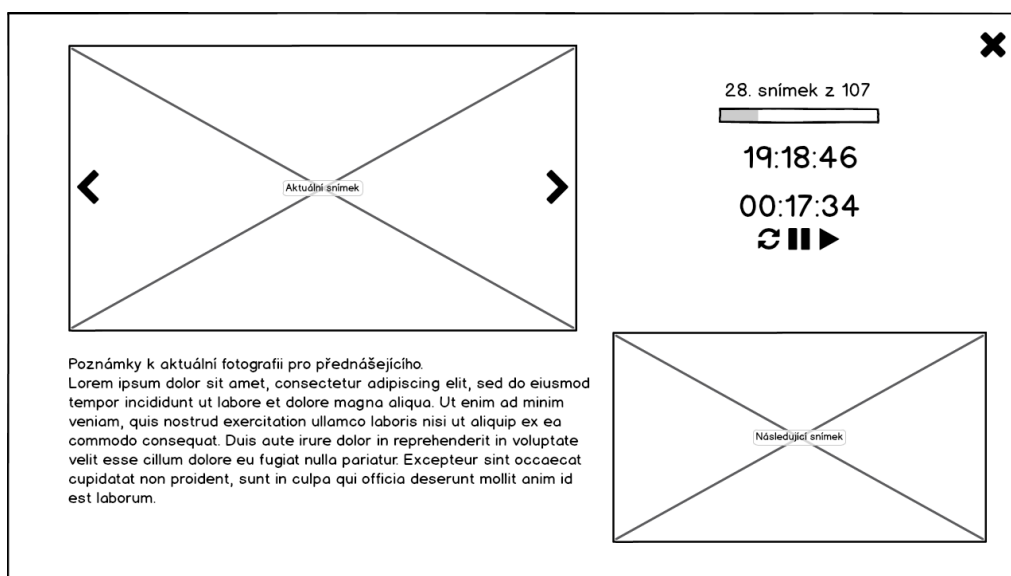 Aktuální snímek
28. snímek z 107
19:18:46
00:17:34
Poznámky k aktuální fotografii pro přednášejícího.
Lorem ipsum dolor sit amet, consectetur adipiscing elit, sed do eiusmod
tempor incididunt ut labore et dolore magna aliqua. Ut enim ad minim
veniam, quis nostrud exercitation ullamco laboris nisi ut aliquip ex ea
commodo consequat. Duis aute irure dolor in reprehenderit in voluptate
velit esse cillum dolore eu fugiat nulla pariatur. Excepteur sint occaecat
cupidatat non proident, sunt in culpa qui officia deserunt mollit anim id
est laborum.
Následující snímek